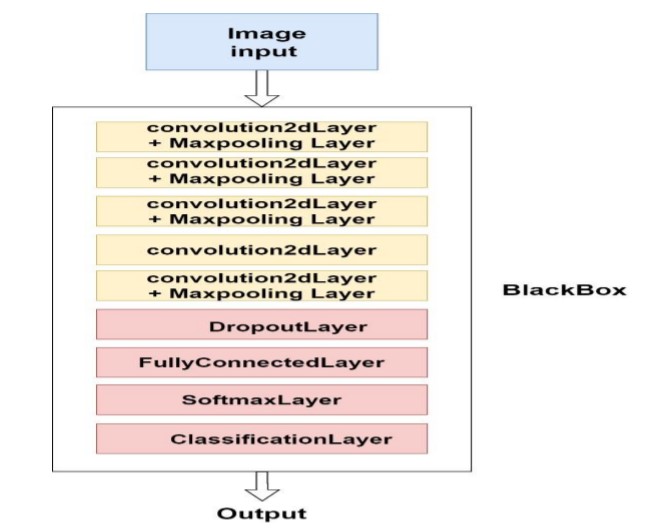 Image
input
convolution2dLayer
+ Maxpooling Layer
convolution2dLayer
+ Maxpooling Layer
convolution2dLayer
+ Maxpooling Layer
convolution2dLayer
convolution2dLayer
+ Maxpooling Layer
BlackBox
DropoutLayer
FullyConnectedLayer
SoftmaxLayer
ClassificationLayer
Output